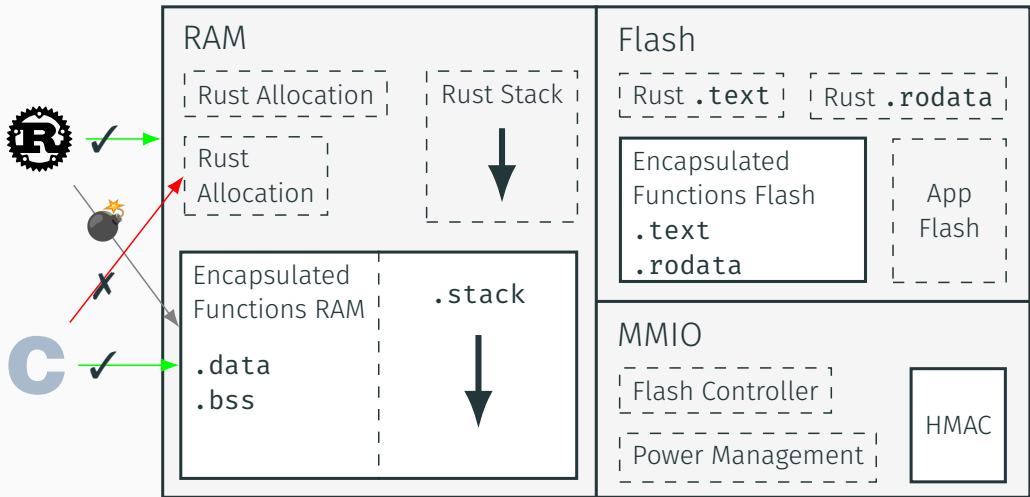 RAM
Rust Allocation
Rust Stack
Rust
Allocation
R
C
Encapsulated
Functions RAM
.data
.bss
.stack
Flash
Rust .text
Rust .rodata
Encapsulated
Functions Flash
.text
.rodata
App
Flash
MMIO
Flash Controller
Power Management
HMAC